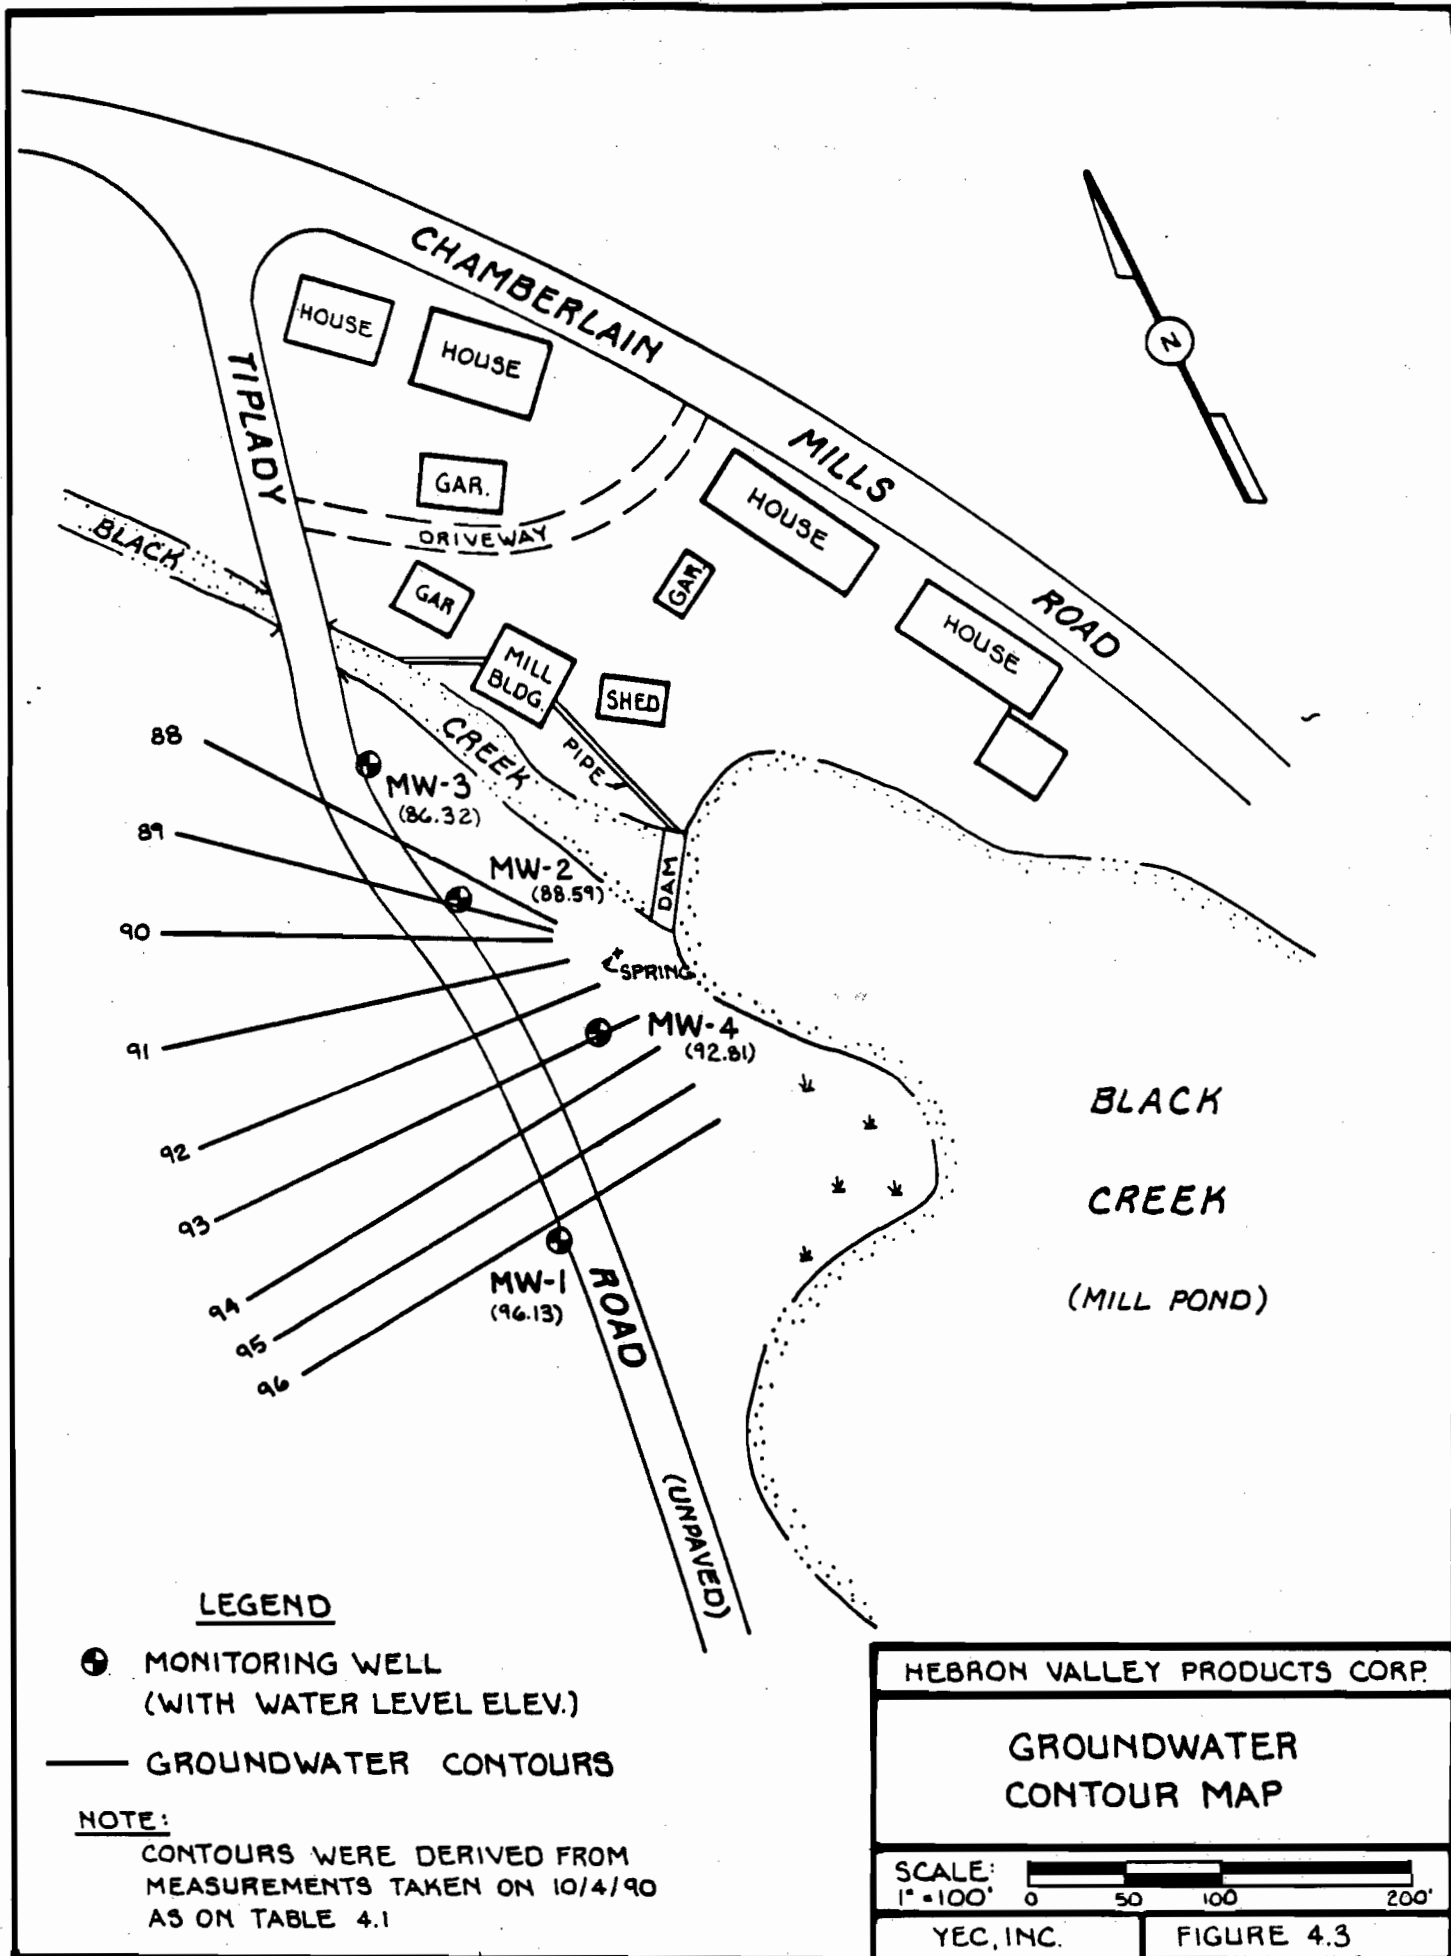 CHAMBERLAIN
MILLS
ROAD
HOUSE
HOUSE
TIPLADY
GAR.
DRIVEWAY
HOUSE
N
BLACK
GAR
GAR.
HOUSE
MILL
BLDG.
SHED
CREEK
PIPE
88
MW-3
(86.32)
89
MW-2
(88.59)
DAM
90
SPRING
91
MW-4
(92.81)
92
93
94
95
96
MW-1
(96.13)
ROAD
(UNPAVED)
BLACK
CREEK
(MILL POND)
LEGEND
MONITORING WELL
(WITH WATER LEVEL ELEV.)
GROUNDWATER CONTOURS
NOTE:
CONTOURS WERE DERIVED FROM
MEASUREMENTS TAKEN ON 10/4/90
AS ON TABLE 4.1
HEBRON VALLEY PRODUCTS CORP.
GROUNDWATER
CONTOUR MAP
SCALE:
1" = 100'
0 50 100 200'
YEC, INC.
FIGURE 4.3